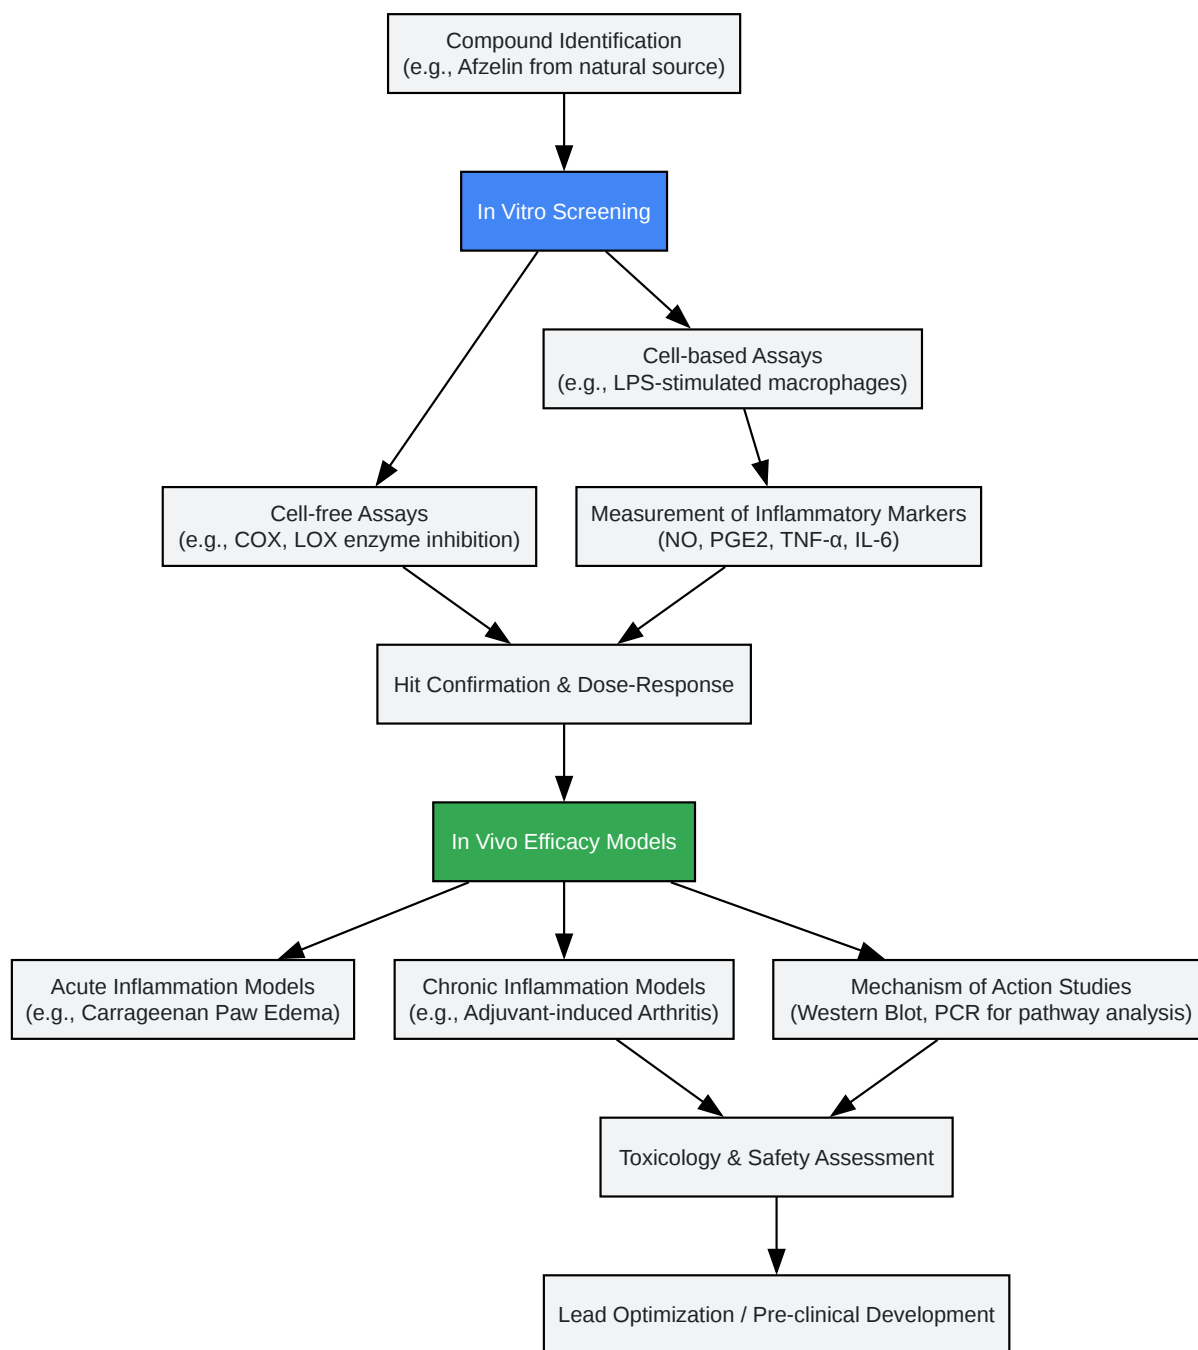 Compound Identification
(e.g., Afzelin from natural source)
In Vitro Screening
Cell-based Assays
(e.g., LPS-stimulated macrophages)
Cell-free Assays
(e.g., COX, LOX enzyme inhibition)
Measurement of Inflammatory Markers
(NO, PGE2, TNF-α, IL-6)
Hit Confirmation & Dose-Response
In Vivo Efficacy Models
Acute Inflammation Models
(e.g., Carrageenan Paw Edema)
Chronic Inflammation Models
(e.g., Adjuvant-induced Arthritis)
Mechanism of Action Studies
(Western Blot, PCR for pathway analysis)
Toxicology & Safety Assessment
Lead Optimization / Pre-clinical Development